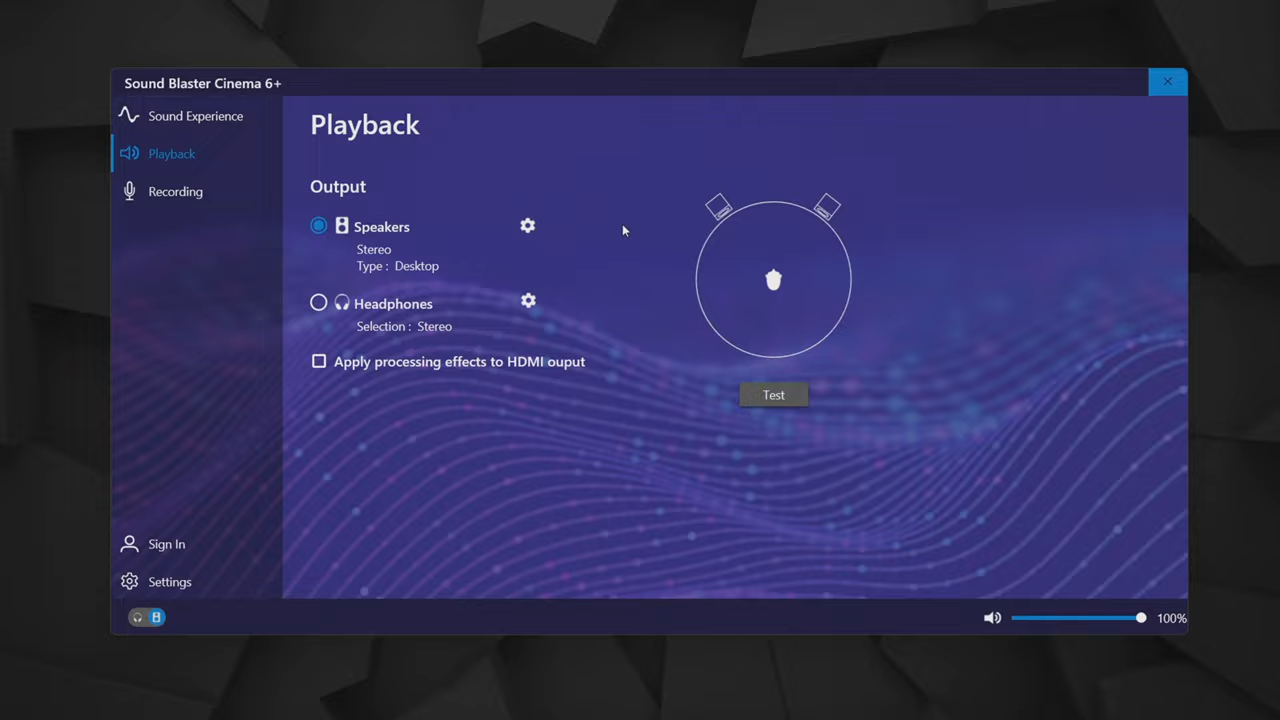 Sound Blaster Cinema 6+
Sound Experience
Playback
Recording
Sign In
Settings
Playback
Output
Speakers
Stereo
Type : Desktop
Headphones
Selection : Stereo
Apply processing effects to HDMI ouput
Test
100%